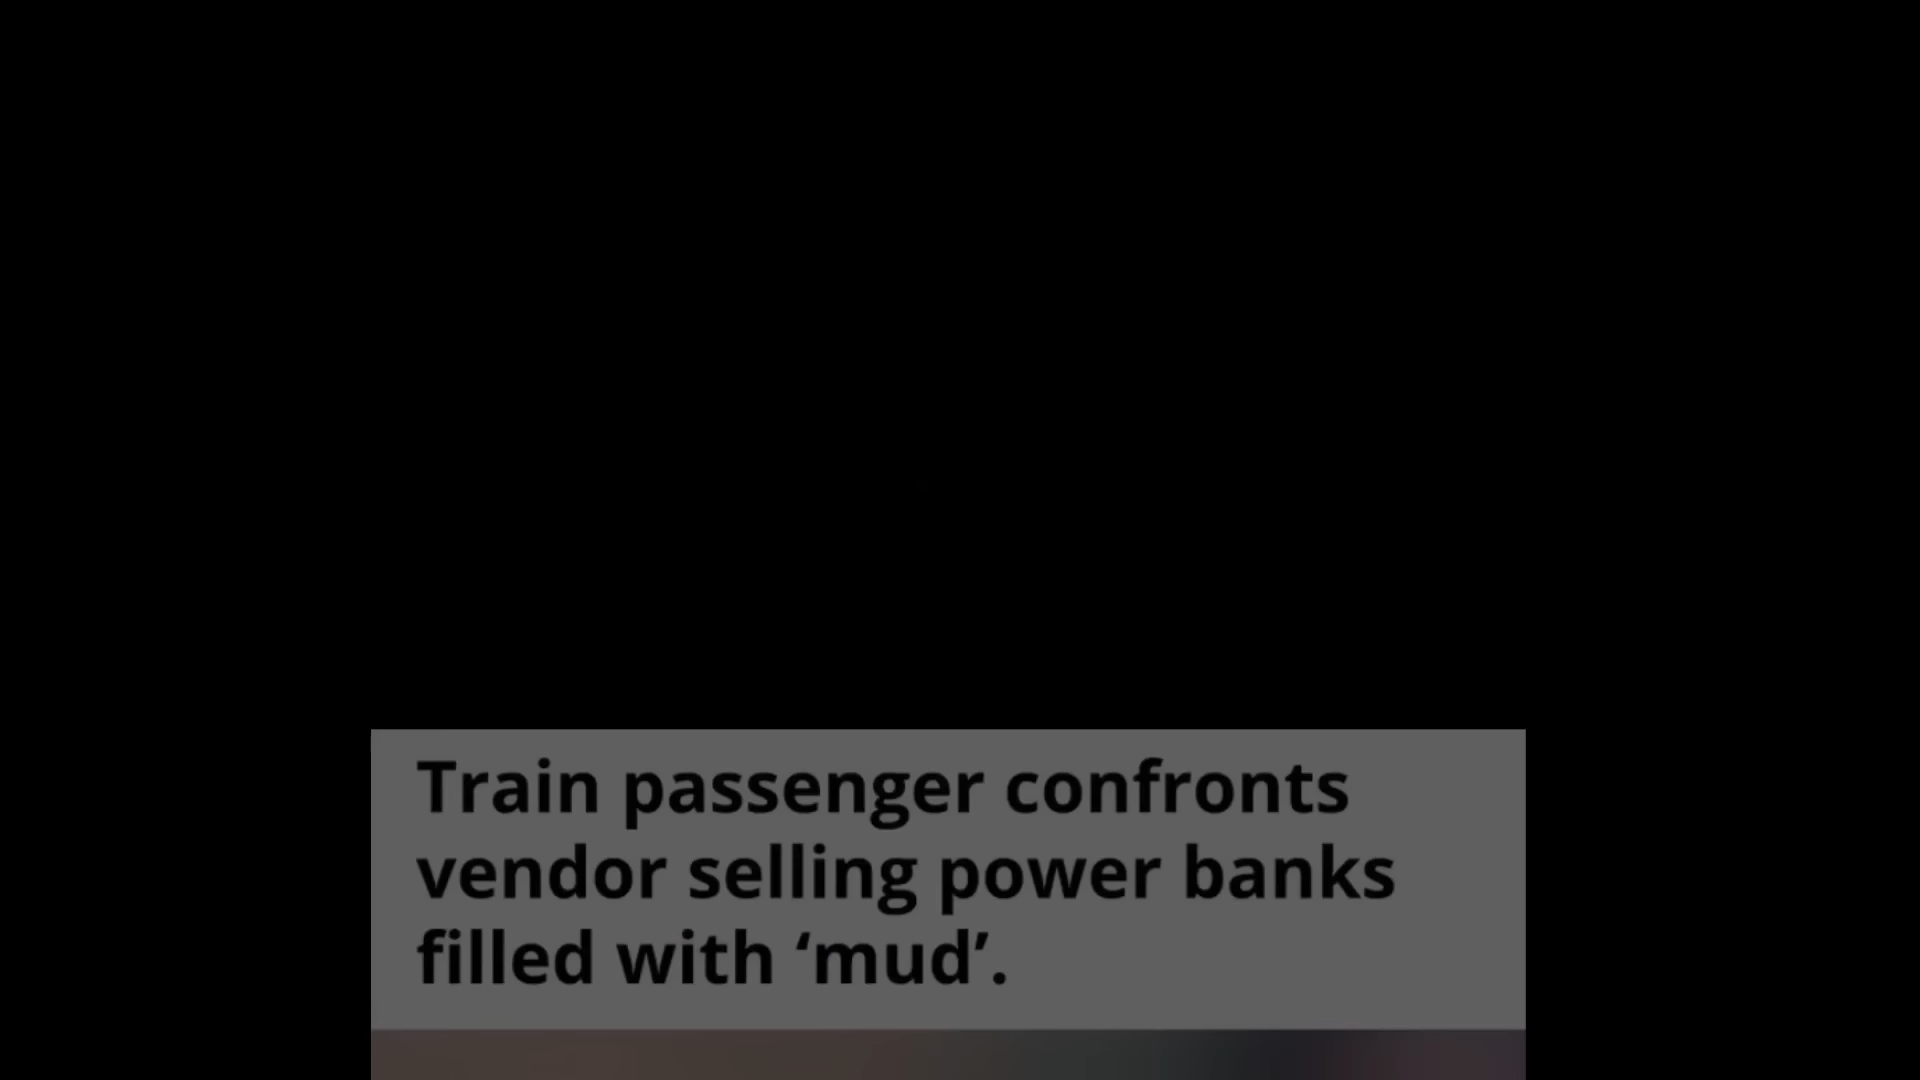 Train passenger confronts
vendor selling power banks
filled with ‘mud’.